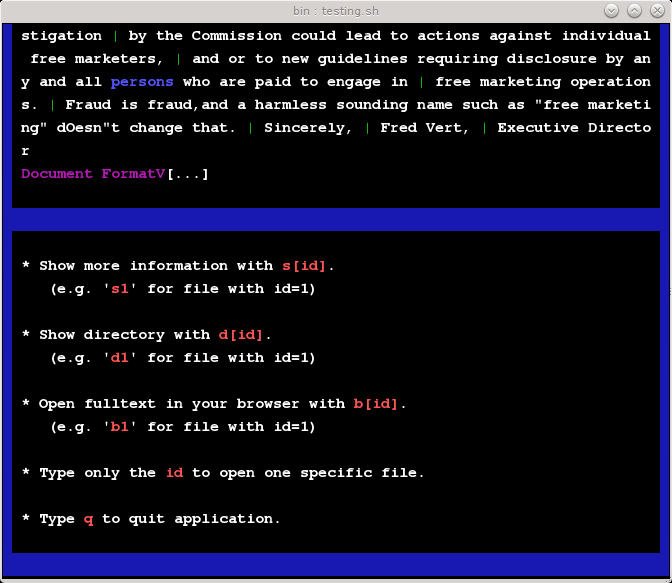 bin : testing.sh
stigation | by the Commission could lead to actions against individual
free marketers, | and or to new guidelines requiring disclosure by an
y and all persons who are paid to engage in | free marketing operation
s. | Fraud is fraud,and a harmless sounding name such as "free marketi
ng" dOesn"t change that. | Sincerely, | Fred Vert, | Executive Directo
r
Document FormatV[...]
* Show more information with s[id].
(e.g. 's1' for file with id=1)
* Show directory with d[id].
(e.g. 'd1' for file with id=1)
* Open fulltext in your browser with b[id].
(e.g. 'b1' for file with id=1)
* Type only the id to open one specific file.
* Type q to quit application.